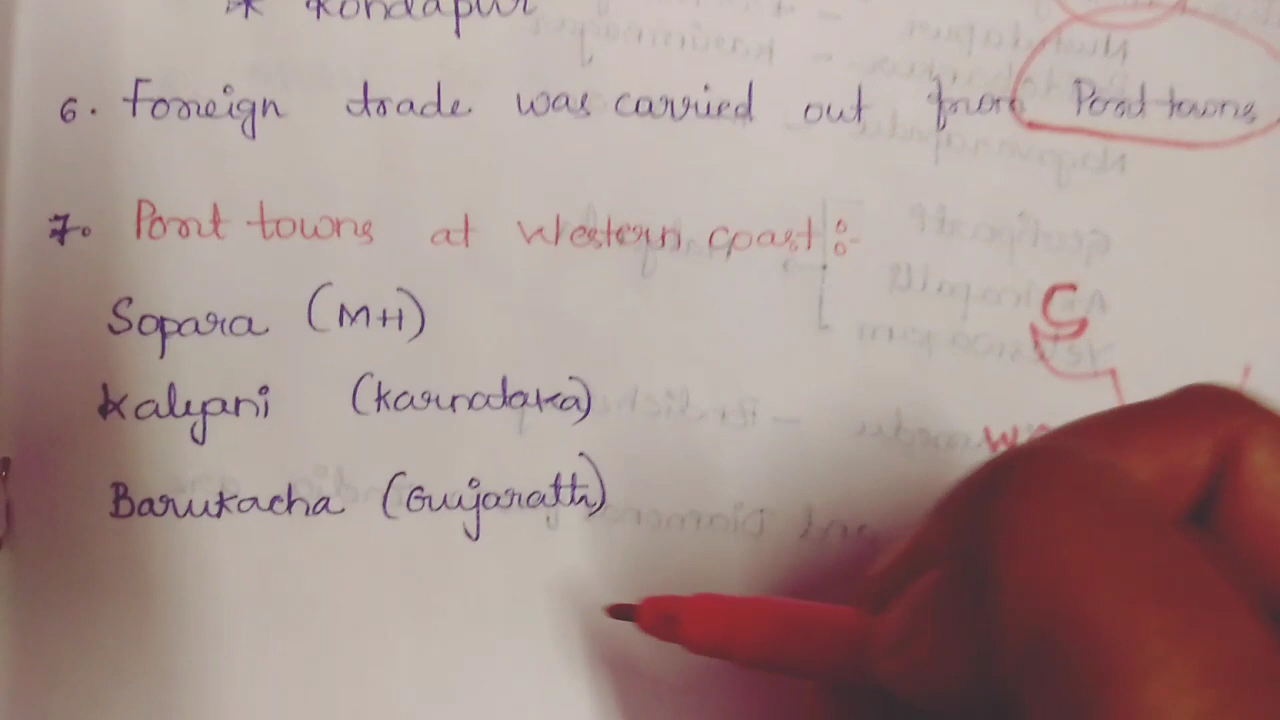 * Kondapur
6. Foreign trade was carried out from Port towns
7. Port towns at Western coast :-
Sopara (MH)
Kalyani (Karnataka)
Barukacha (Gujarath)